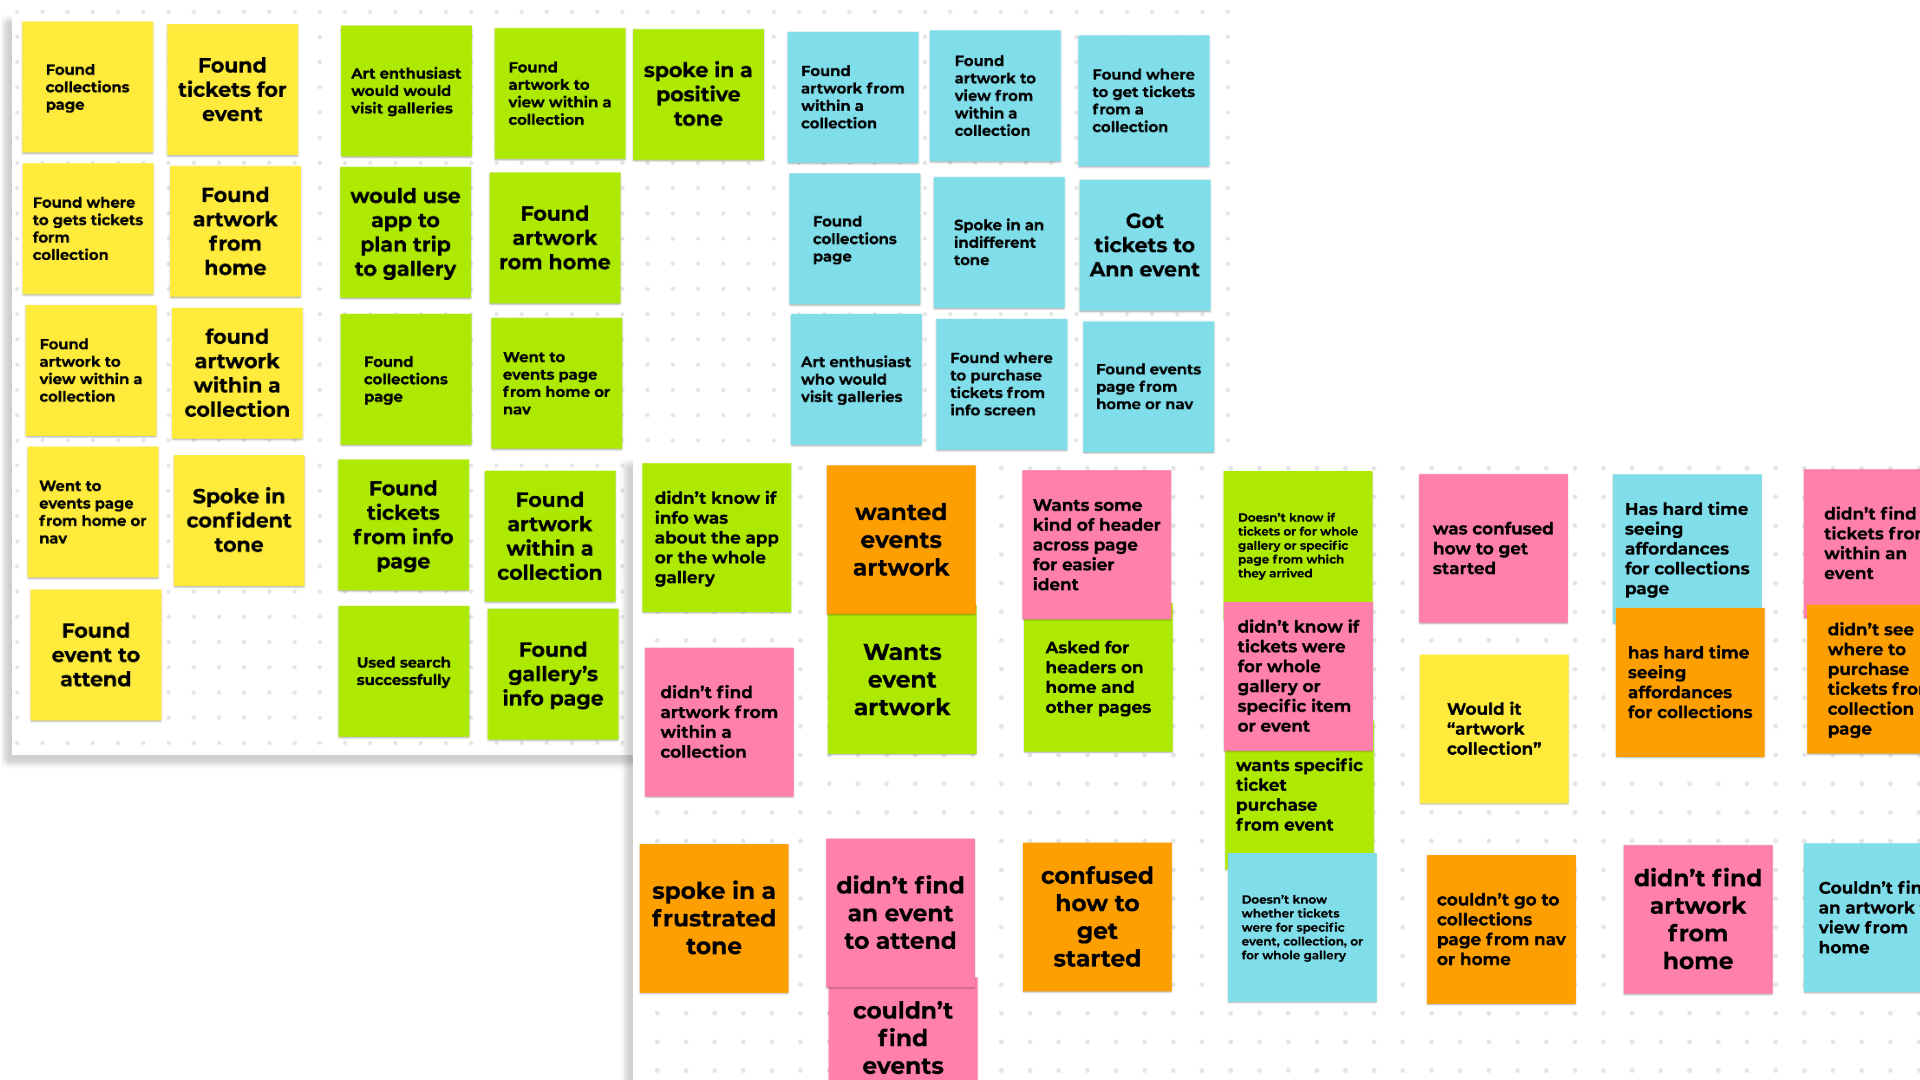 Found
collections
page
Found
tickets for
event
Found where
to gets tickets
form
collection
Found
artwork
from
home
Found
artwork to
view within a
collection
found
artwork
within a
collection
Went to
events page
from home or
nav
Spoke in
confident
tone
Found
event to
attend
Art enthusiast
would would
visit galleries
Found
artwork to
view within a
collection
spoke in a
positive
tone
would use
app to
plan trip
to gallery
Found
artwork
rom home
Found
collections
page
Went to
events page
from home or
nav
Found
tickets
from info
page
Found
artwork
within a
collection
Used search
successfully
Found
gallery's
info page
Found
artwork from
within a
collection
Found
artwork to
view from
within a
collection
Found where
to get tickets
from a
collection
Found
collections
page
Spoke in an
indifferent
tone
Got
tickets to
Ann event
Art enthusiast
who would
visit galleries
Found where
to purchase
tickets from
info screen
Found events
page from
home or nav
didn't know if
info was
about the app
or the whole
gallery
wanted
events
artwork
Wants some
kind of header
across page
for easier
ident
Doesn't know if
tickets or for whole
gallery or specific
page from which
they arrived
was confused
how to get
started
Has hard time
seeing
affordances
for collections
page
didn't find
tickets
within an
event
didn't find
artwork from
within a
collection
Wants
event
artwork
Asked for
headers on
home and
other pages
didn't know if
tickets were
for whole
gallery or
specific item
or event
wants specific
ticket
purchase
from event
Would it
“artwork
collection”
has hard time
seeing
affordances
for collections
didn't see
where to
purchase
tickets
collection
page
spoke in a
frustrated
tone
didn't find
an event
to attend
couldn't
find
events
confused
how to
get
started
Doesn't know
whether tickets
were for specific
event, collection, or
for whole gallery
couldn't go to
collections
page from nav
or home
didn't find
artwork
from
home
Couldn't
an artwork
view from
home